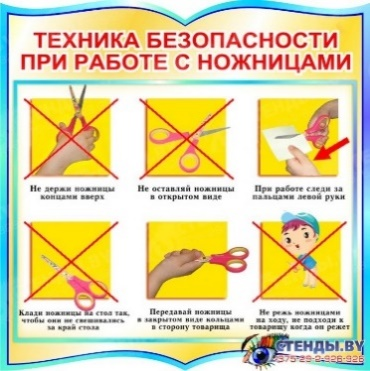 ТЕХНИКА БЕЗОПАСНОСТИ
ПРИ РАБОТЕ С НОЖНИЦАМИ
Не держи ножницы
концами вверх
Не оставляй ножницы
в открытом виде
При работе следи за
пальцами левой руки
Клади ножницы на стол так,
чтобы они не свешивались
за край стола
Передавай ножницы
в закрытом виде кольцами
в сторону товарища
Не режь ножницами
на ходу, не подходи к
товарищу когда он режет
СТЕНДЫ.BY